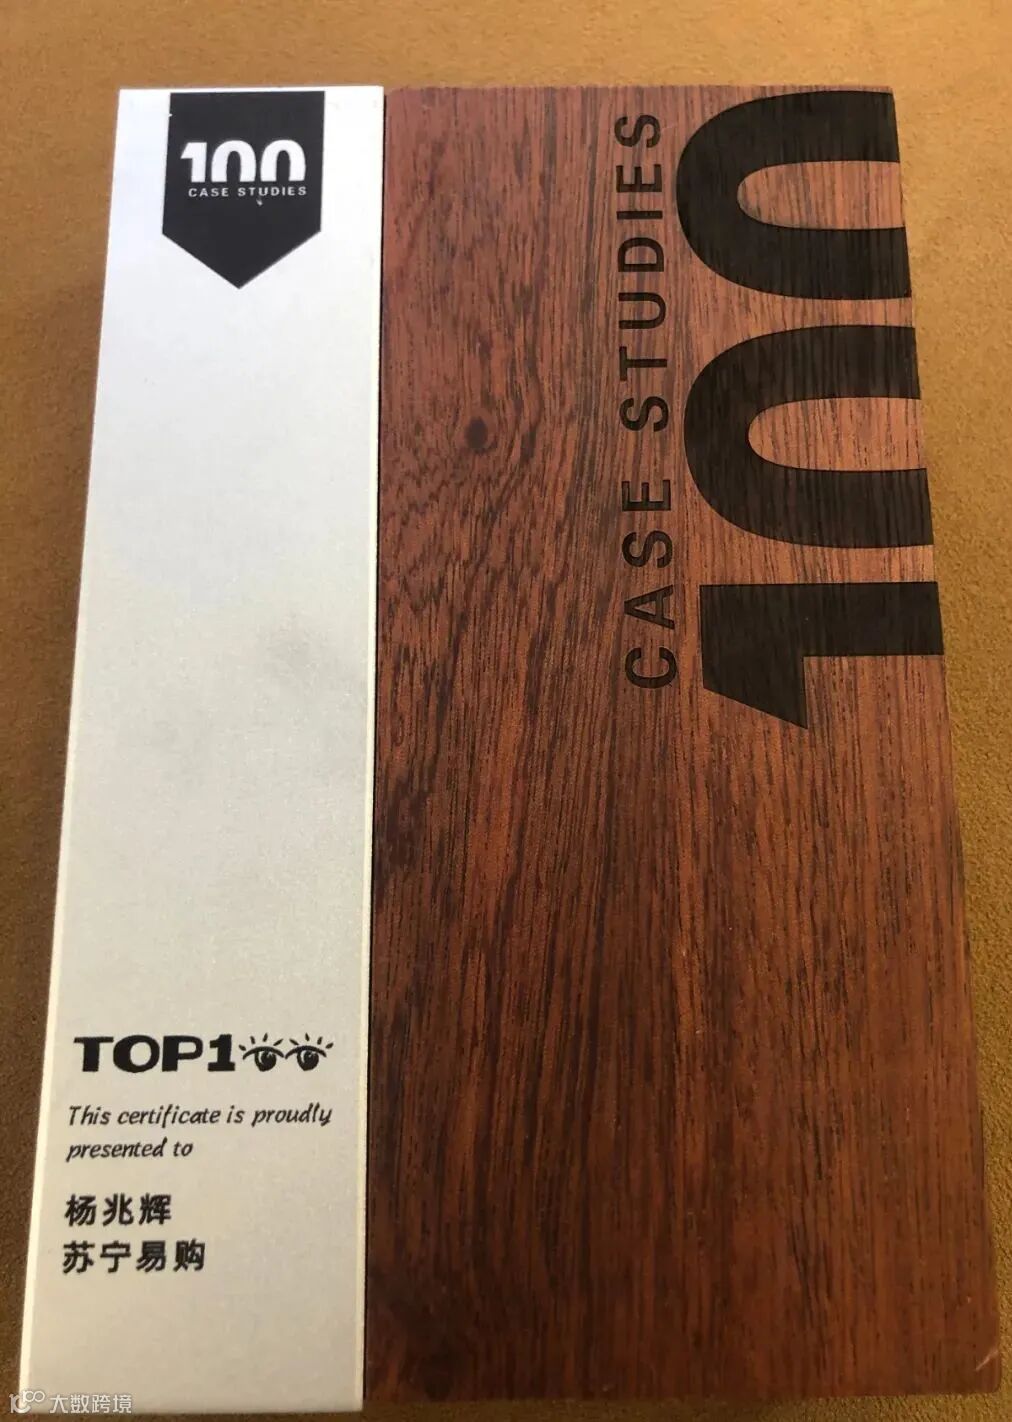 100
CASE STUDIES
CASE STUDIES
100
TOP100
This certificate is proudly
presented to
杨兆辉
苏宁易购
大数跨境